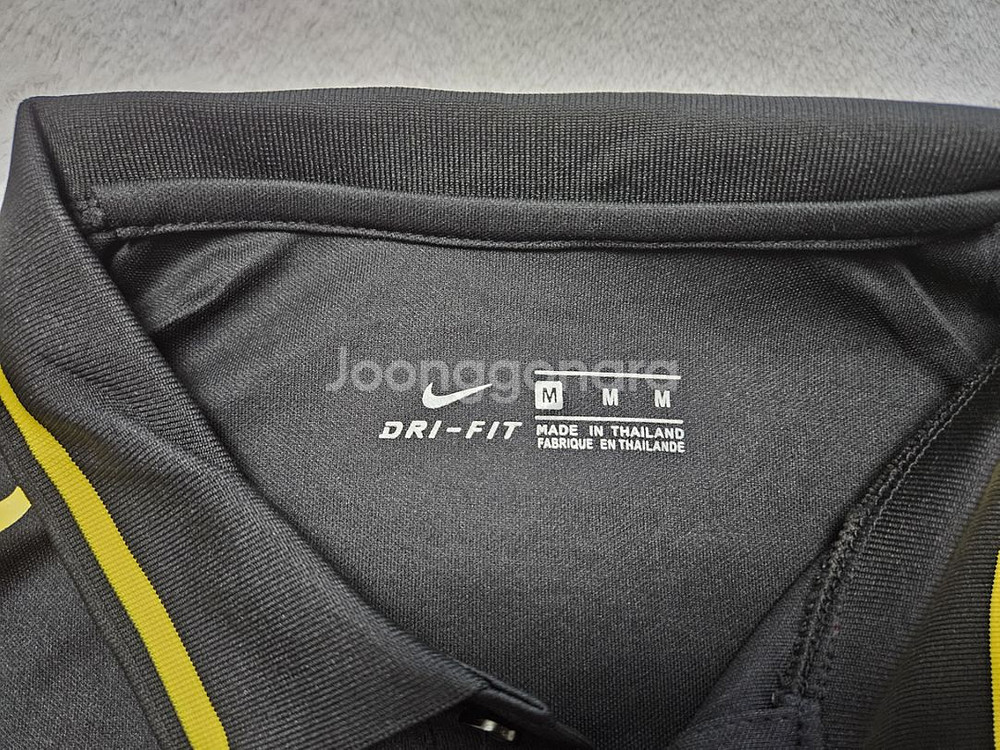 Joonggonara
M M M
DRI-FIT
MADE IN THAILAND
FABRIQUE EN THAILANDE